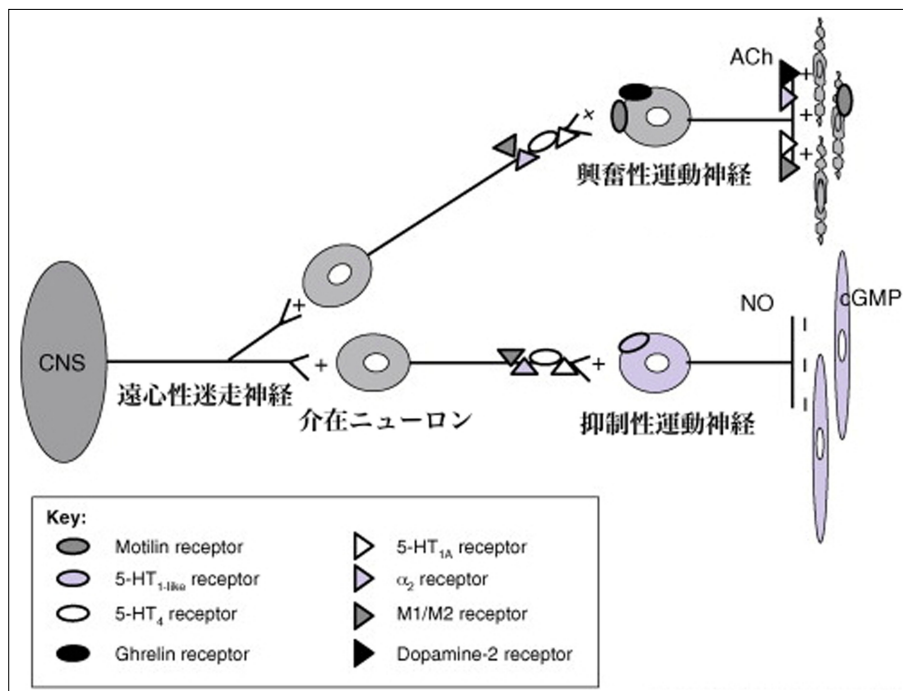 ACh
+
+
+
+
興奮性運動神経
+
CNS
遠心性迷走神経
+
介在ニューロン
+
抑制性運動神経
NO
cGMP
Key:
Motilin receptor
5-HT1-like receptor
5-HT4 receptor
Ghrelin receptor
5-HT1A receptor
α2 receptor
M1/M2 receptor
Dopamine-2 receptor